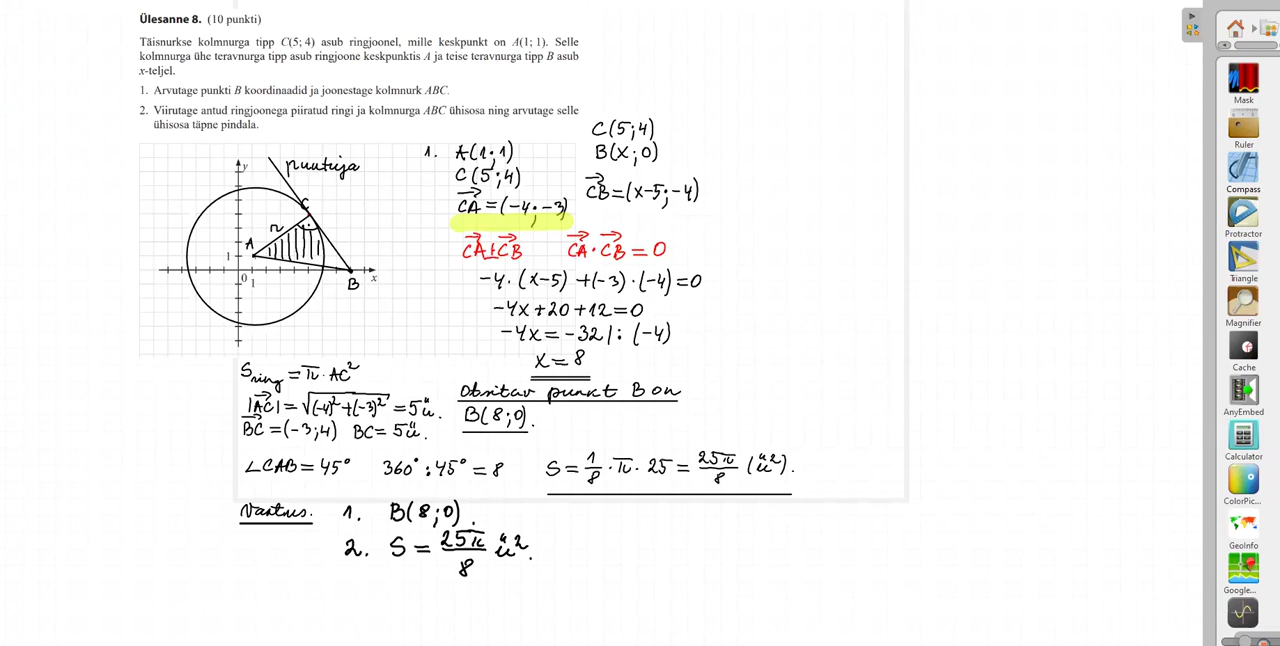 Ülesanne 8. (10 punkti)
Täisnurkse kolmnurga tipp C(5; 4) asub ringjoonel, mille keskpunkt on A(1; 1). Selle
kolmnurga ühe teravnurga tipp asub ringjoone keskpunktis A ja teise teravnurga tipp B asub
x-teljel.
1. Arvutage punkti B koordinaadid ja joonestage kolmnurk ABC.
2. Viirutage antud ringjoonega piiratud ringi ja kolmnurga ABC ühisosa ning arvutage selle
ühisosa täpne pindala.
y
puutuja
C
r
A
1
0
1
B
x
1. A(1;1)
C(5;4)
CA = (-4; -3)
C(5;4)
B(x;0)
CB = (x-5; -4)
CA ⊥ CB CA · CB = 0
-4 · (x-5) + (-3) · (-4) = 0
-4x + 20 + 12 = 0
-4x = -32 | : (-4)
x = 8
Otsitav punkt B on
B(8;0).
S ring = π · AC²
|AC| = √(-4)² + (-3)² = 5ü.
BC = (-3;4) BC = 5ü.
∠CAB = 45° 360° : 45° = 8 S = 1/8 · π · 25 = 25π/8 (ü²).
Vastus. 1. B(8;0).
2. S = 25π/8 ü².
Mask
Ruler
Compass
Protractor
Triangle
Magnifier
Cache
AnyEmbed
Calculator
ColorPic...
GeoInfo
Google...